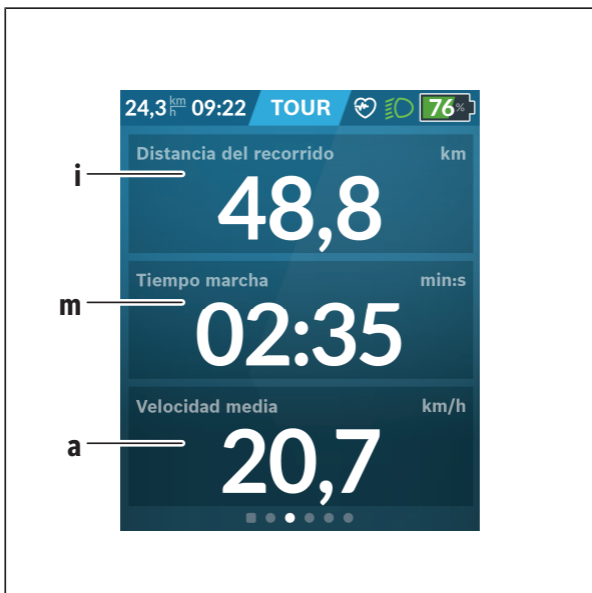 24,3 km/h 09:22 TOUR 76%
Distancia del recorrido km
i
48,8
Tiempo marcha min:s
m
02:35
Velocidad media km/h
a
20,7